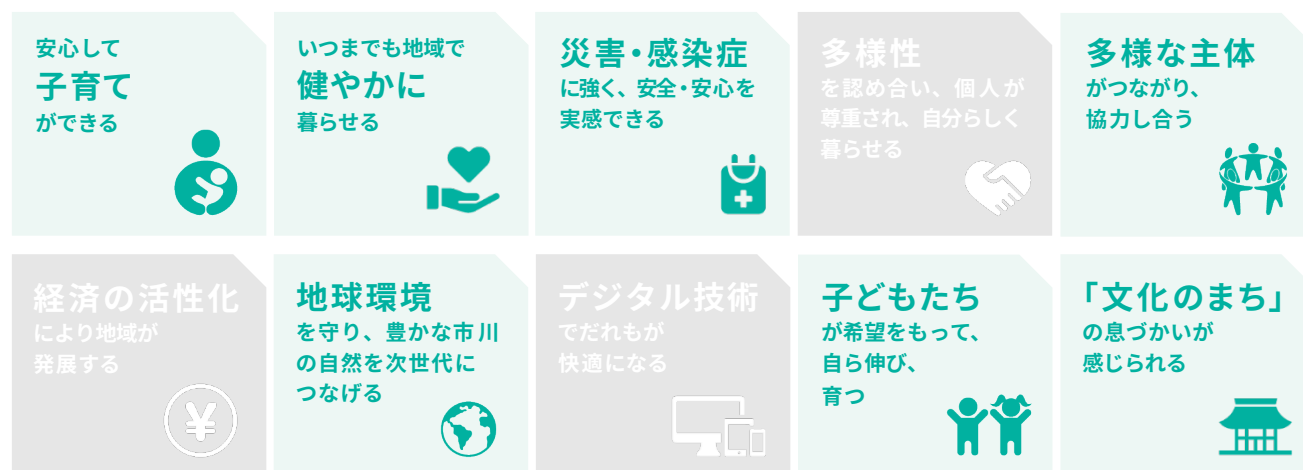 安心して
子育て
ができる
いつまでも地域で
健やかに
暮らせる
災害・感染症
に強く、安全・安心を
実感できる
多様性
を認め合い、個人が
尊重され、自分らしく
暮らせる
多様な主体
がつながり、
協力し合う
経済の活性化
により地域が
発展する
地球環境
を守り、豊かな市川
の自然を次世代に
つなげる
デジタル技術
でだれもが
快適になる
子どもたち
が希望をもって、
自ら伸び、
育つ
「文化のまち」
の息づかいが
感じられる